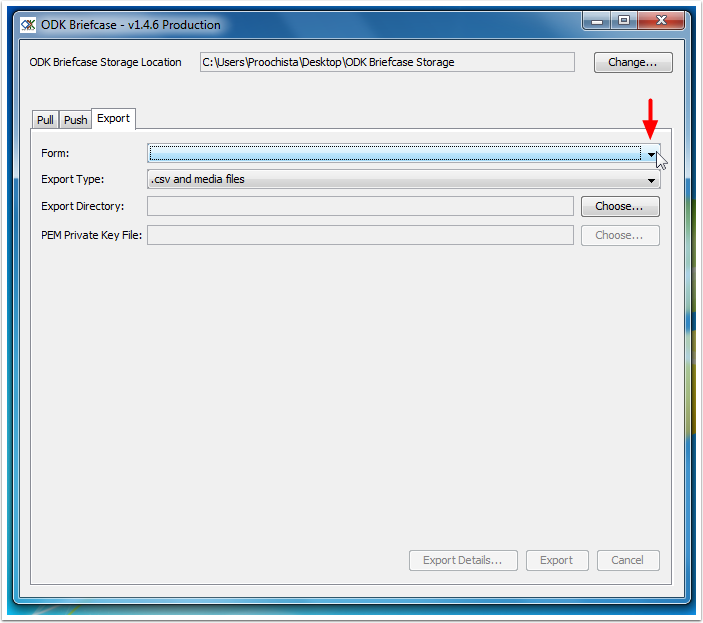 ODK Briefcase - v1.4.6 Production
ODK Briefcase Storage Location C:\Users\Proochista\Desktop\ODK Briefcase Storage Change...
Pull Push Export
Form:
Export Type: .csv and media files
Export Directory: Choose...
PEM Private Key File: Choose...
Export Details... Export Cancel